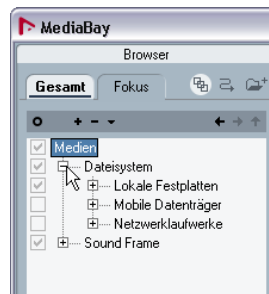 MediaBay
Browser
Gesamt Fokus
Medien
Dateisystem
Lokale Festplatten
Mobile Datenträger
Netzwerklaufwerke
Sound Frame